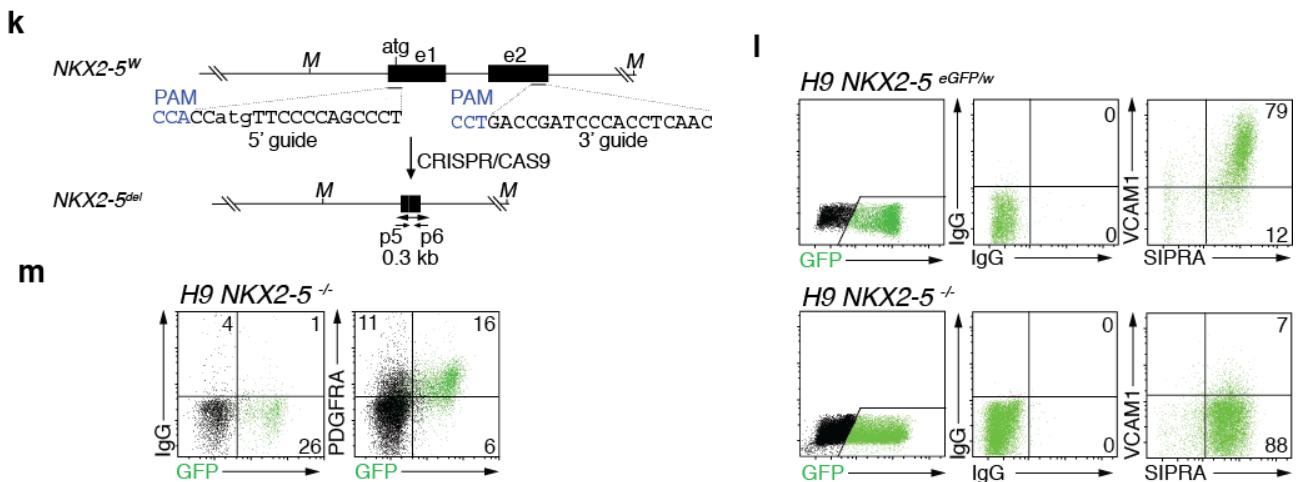 k
atg
M e1 e2 M
NKX2-5^w
PAM PAM
CCACCatgTTCCCCAGCCCT CCTGACCGATCCCACCTCAAC
5' guide 3' guide
CRISPR/CAS9
M M
NKX2-5^del
p5 p6
0.3 kb
l
H9 NKX2-5 ^eGFP/w
0 79
0 12
IgG VCAM1
GFP IgG SIPRA
H9 NKX2-5 ^-/-
0 7
0 88
IgG VCAM1
GFP IgG SIPRA
m
H9 NKX2-5 ^-/-
4 1 11 16
26 6
IgG PDGFRA
GFP GFP